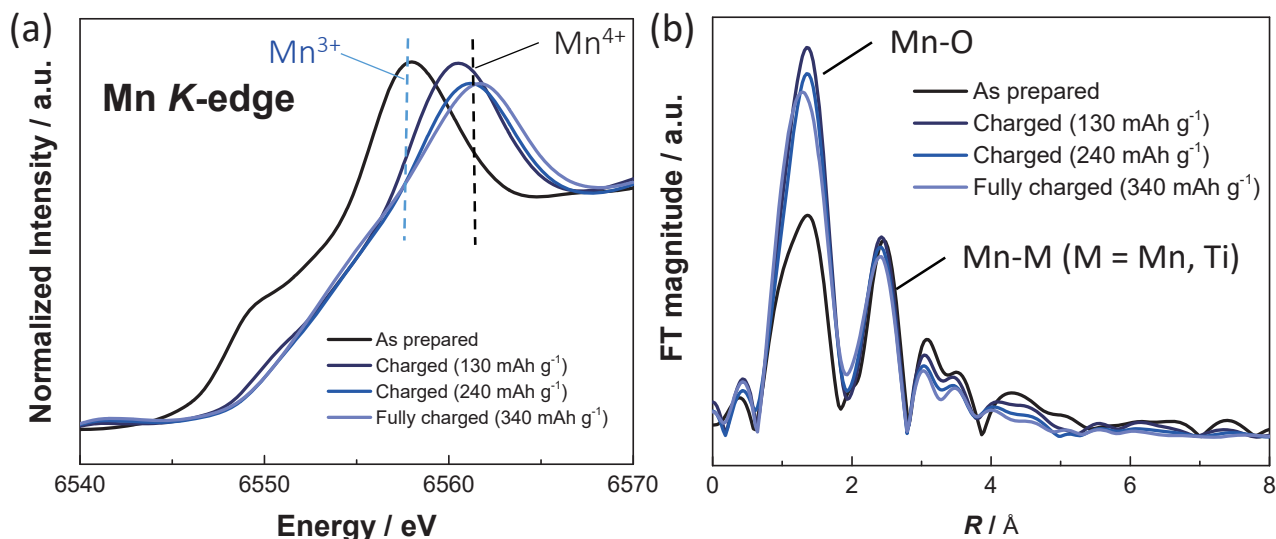 (a)
Mn³⁺
Mn⁴⁺
Mn K-edge
Normalized Intensity / a.u.
As prepared
Charged (130 mAh g⁻¹)
Charged (240 mAh g⁻¹)
Fully charged (340 mAh g⁻¹)
6540
6550
6560
6570
Energy / eV
(b)
Mn-O
As prepared
Charged (130 mAh g⁻¹)
Charged (240 mAh g⁻¹)
Fully charged (340 mAh g⁻¹)
Mn-M (M = Mn, Ti)
FT magnitude / a.u.
0
2
4
6
8
R / Å